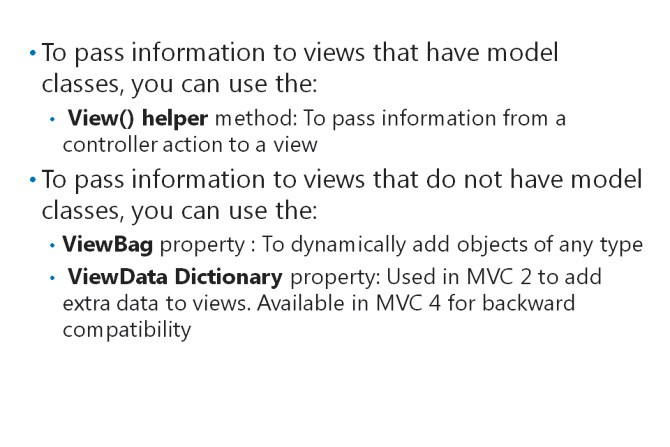 • To pass information to views that have model
classes, you can use the:
• View() helper method: To pass information from a
controller action to a view
• To pass information to views that do not have model
classes, you can use the:
• ViewBag property : To dynamically add objects of any type
• ViewData Dictionary property: Used in MVC 2 to add
extra data to views. Available in MVC 4 for backward
compatibility